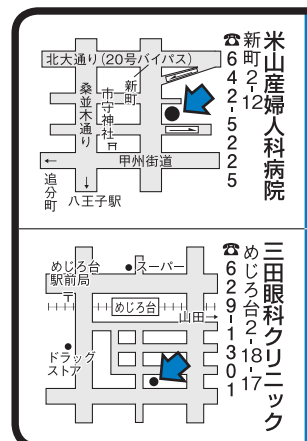 米山産婦人科病院
新町2-12
☎642-5225
北大通り(20号バイパス)
桑並木通り
市守神社
新町
甲州街道
←
追分町
↓
八王子駅
三田眼科クリニック
めじろ台2-18-17
☎629-1301
めじろ台
駅前局
〒
スーパー
めじろ台
山田→
ドラッグ
ストア